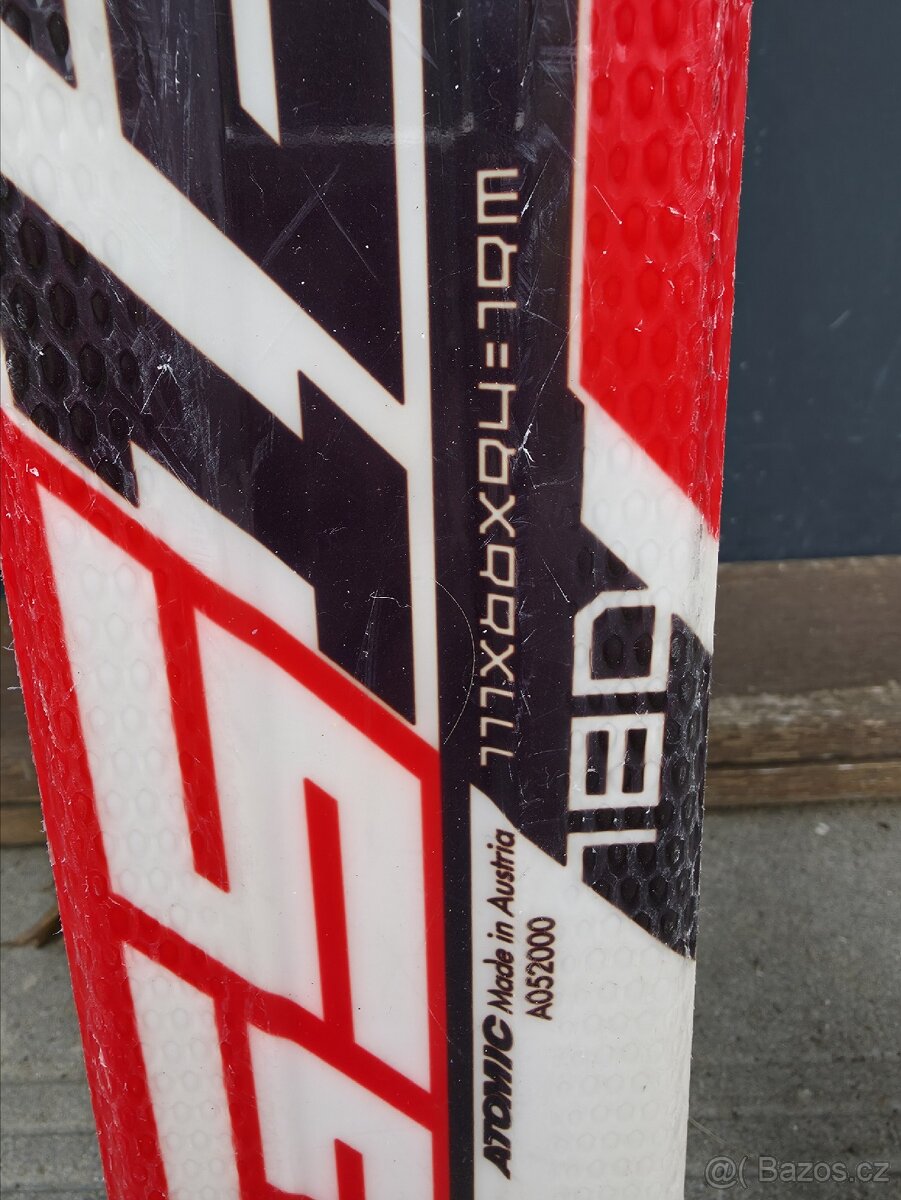 180
ATOMIC Made in Austria
A052000
@( Bazos.cz